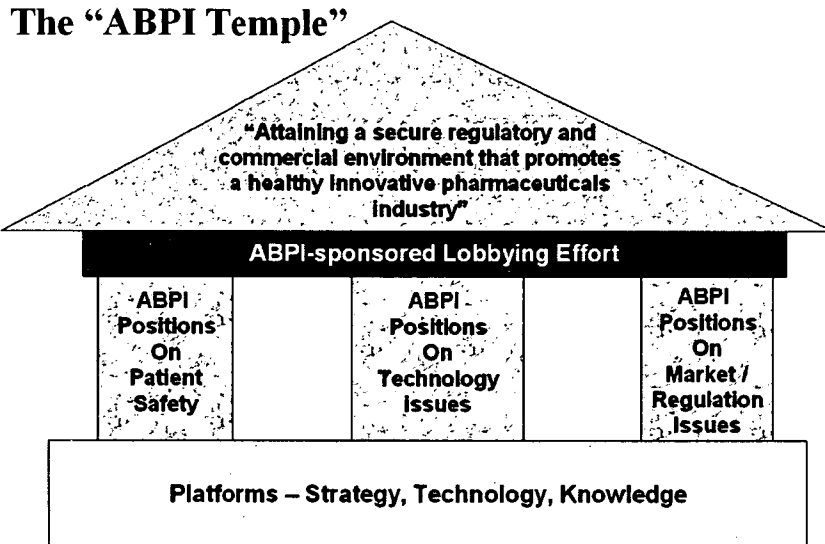 The “ABPI Temple”
“Attaining a secure regulatory and
commercial environment that promotes
a healthy innovative pharmaceuticals
industry”
ABPI-sponsored Lobbying Effort
ABPI
Positions
On
Patient
Safety
ABPI
Positions
On
Technology
issues
ABPI
Positions
On
Market /
Regulation
Issues
Platforms – Strategy, Technology, Knowledge